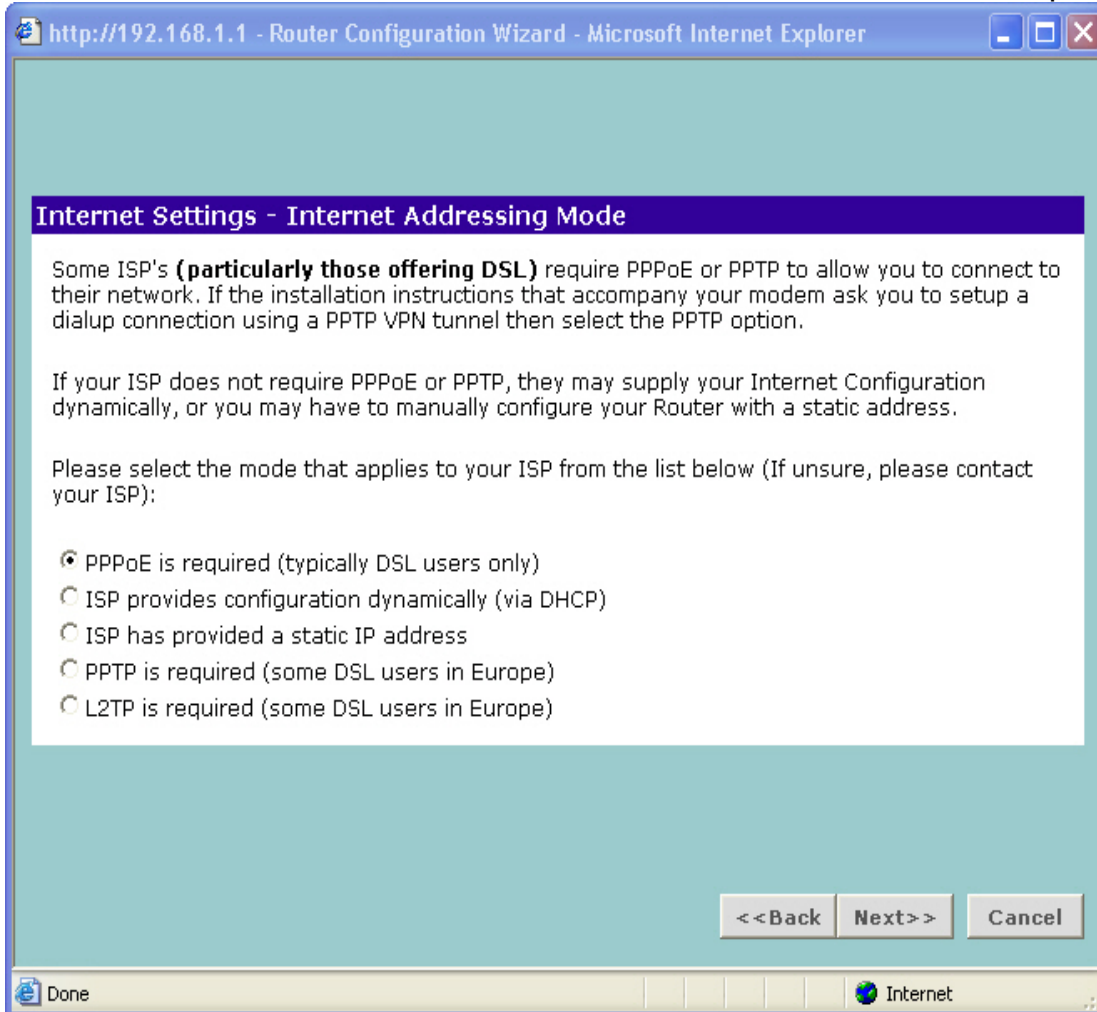 http://192.168.1.1 - Router Configuration Wizard - Microsoft Internet Explorer
Internet Settings - Internet Addressing Mode
Some ISP's (particularly those offering DSL) require PPPoE or PPTP to allow you to connect to
their network. If the installation instructions that accompany your modem ask you to setup a
dialup connection using a PPTP VPN tunnel then select the PPTP option.
If your ISP does not require PPPoE or PPTP, they may supply your Internet Configuration
dynamically, or you may have to manually configure your Router with a static address.
Please select the mode that applies to your ISP from the list below (If unsure, please contact
your ISP):
PPPoE is required (typically DSL users only)
ISP provides configuration dynamically (via DHCP)
ISP has provided a static IP address
PPTP is required (some DSL users in Europe)
L2TP is required (some DSL users in Europe)
<<Back Next>> Cancel
Done Internet